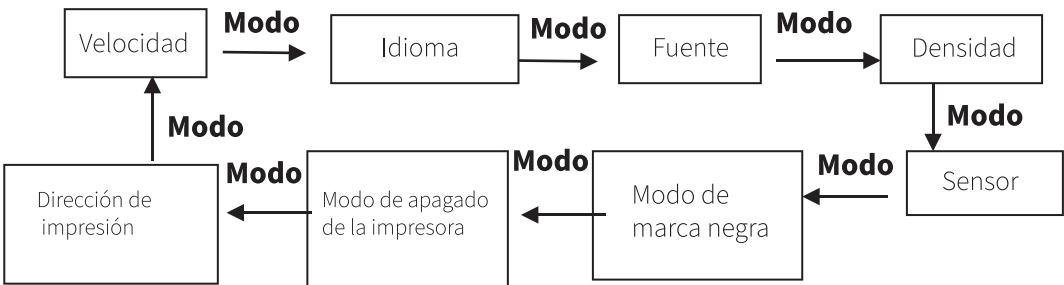 Velocidad
Modo
Idioma
Modo
Fuente
Modo
Densidad
Modo
Sensor
Modo
Modo de
marca negra
Modo
Modo de apagado
de la impresora
Modo
Dirección de
impresión
Modo